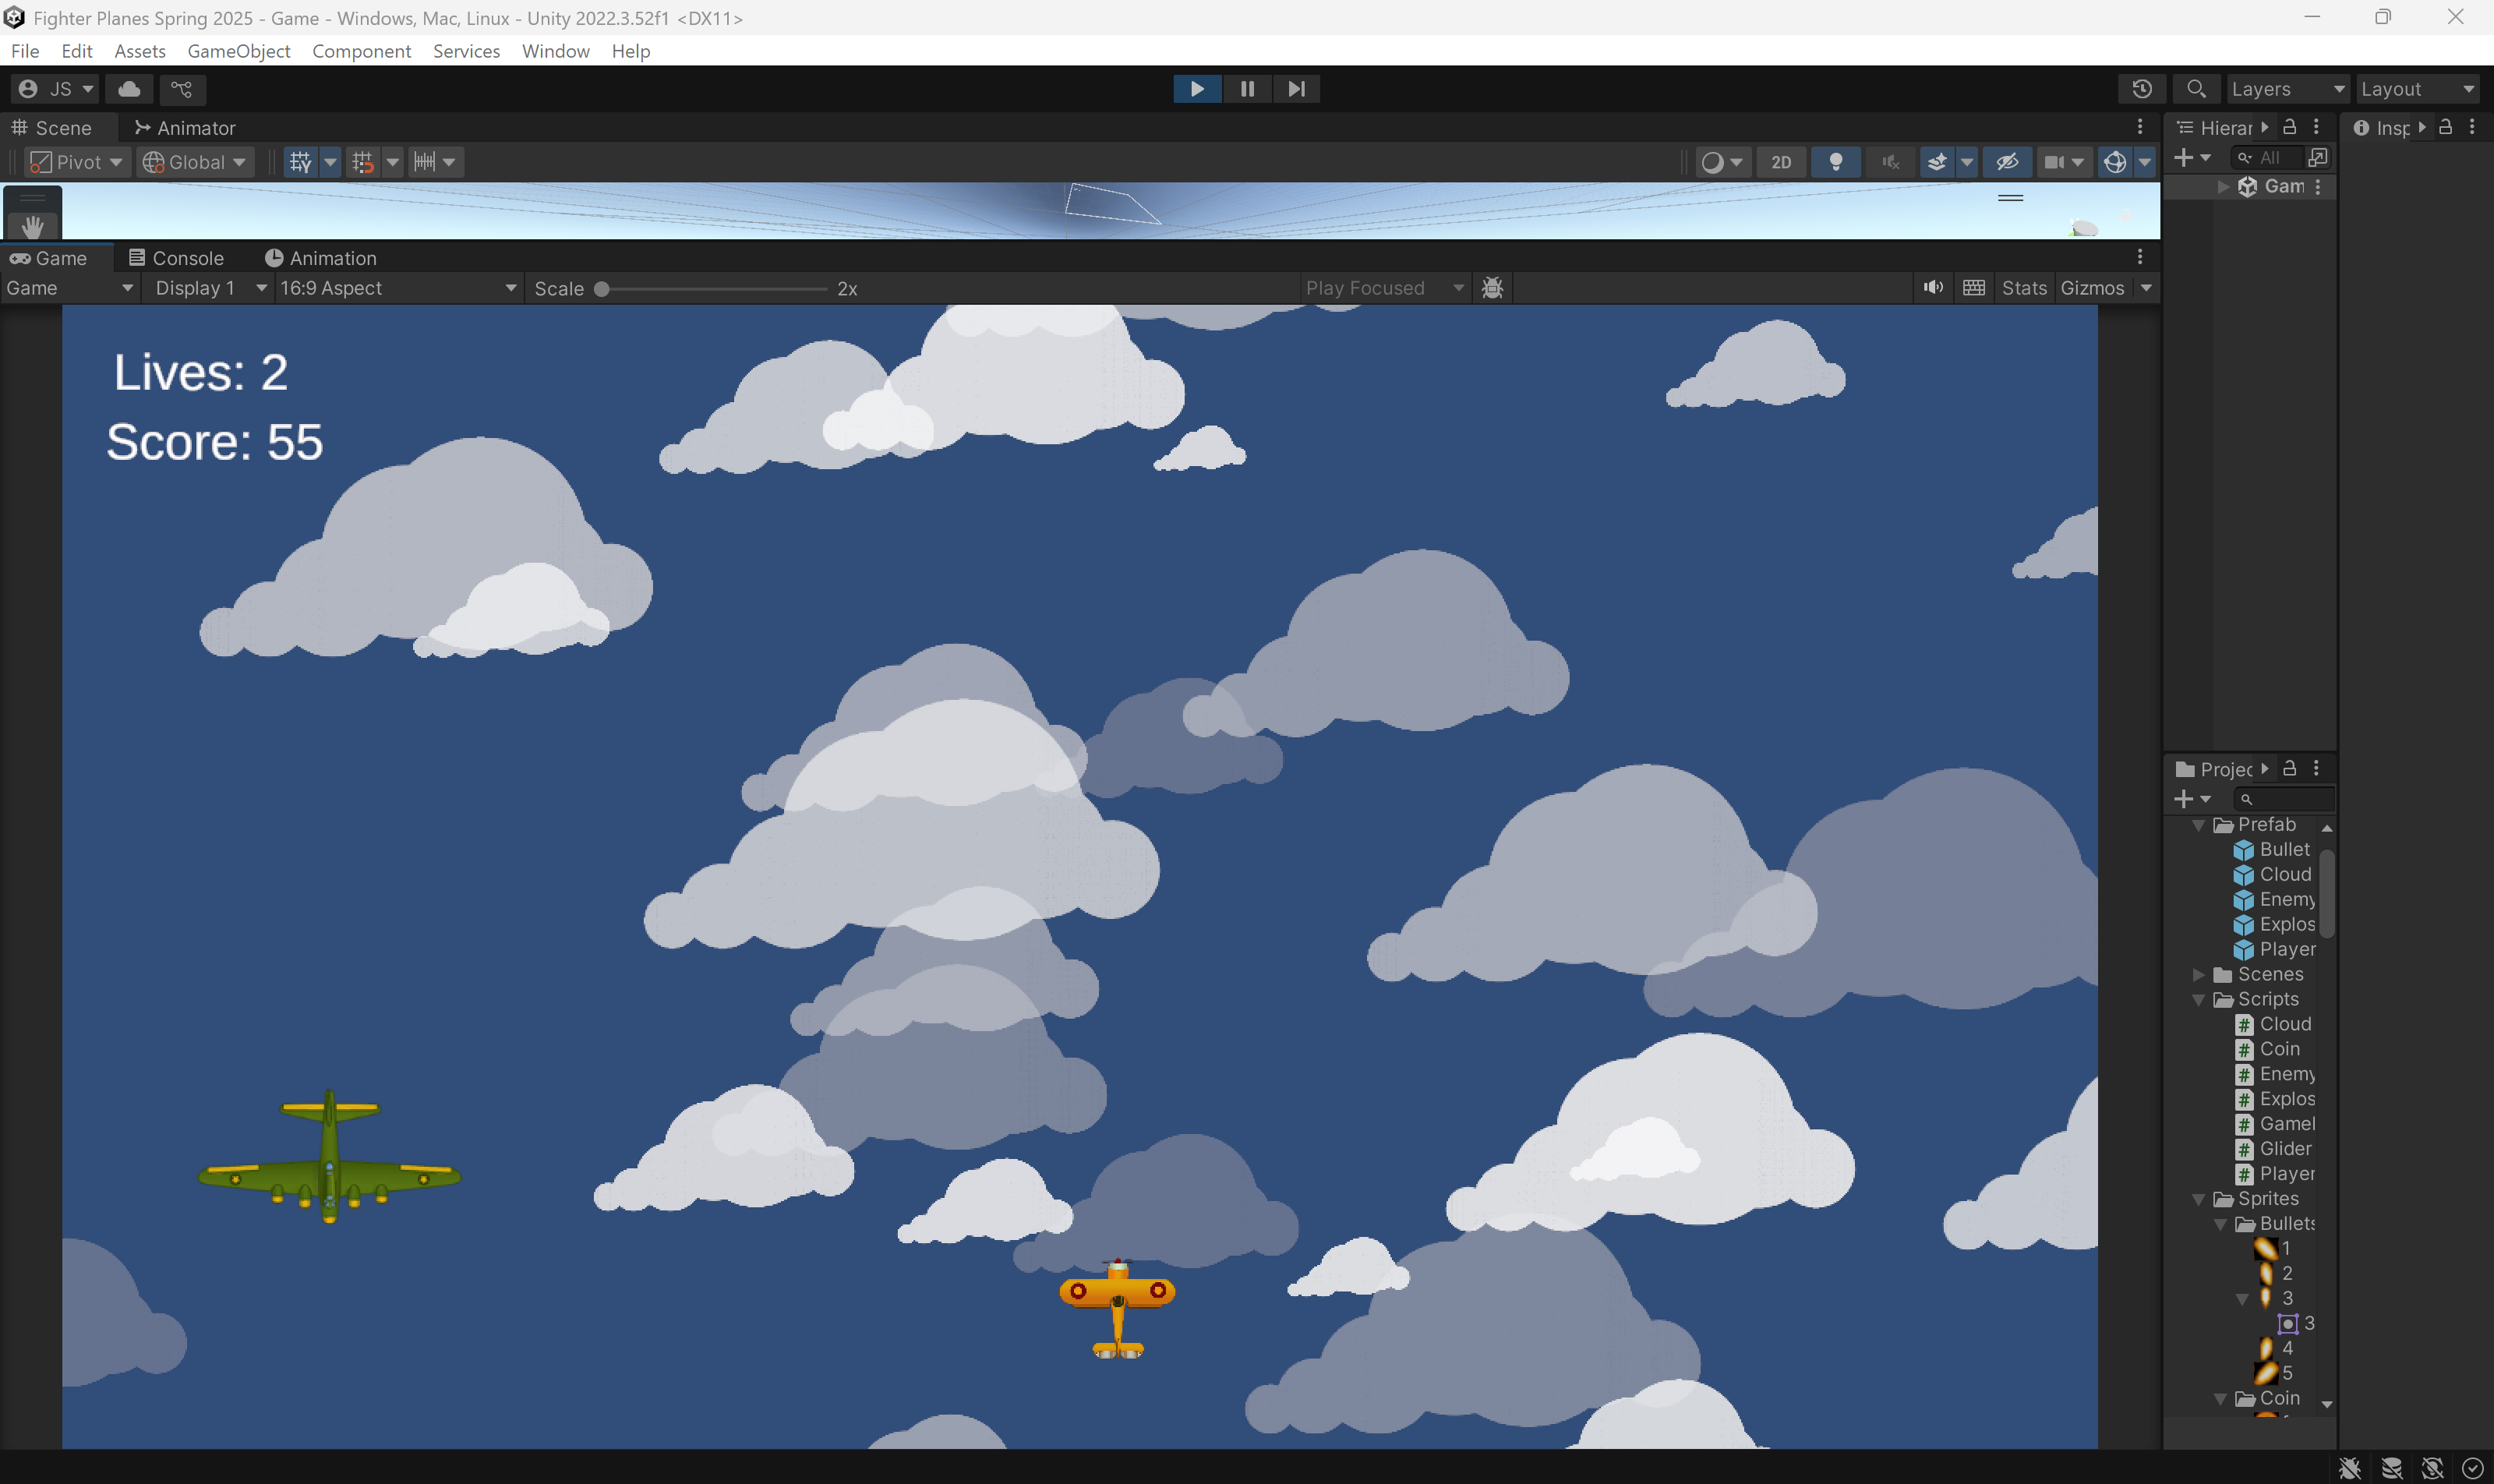 Fighter Planes Spring 2025 - Game - Windows, Mac, Linux - Unity 2022.3.52f1 <DX11>
File Edit Assets GameObject Component Services Window Help
JS
Layers Layout
Scene Animator
Hierar Insp
Pivot Global 2D
All
Gam
Game Console Animation
Game Display 1 16:9 Aspect Scale 2x Play Focused Stats Gizmos
Lives: 2
Score: 55
Projec
Prefab
Bullet
Cloud
Enemy
Explos
Player
Scenes
Scripts
Cloud
Coin
Enemy
Explos
Gamel
Glider
Player
Sprites
Bullets
1
2
3
3
4
5
Coin